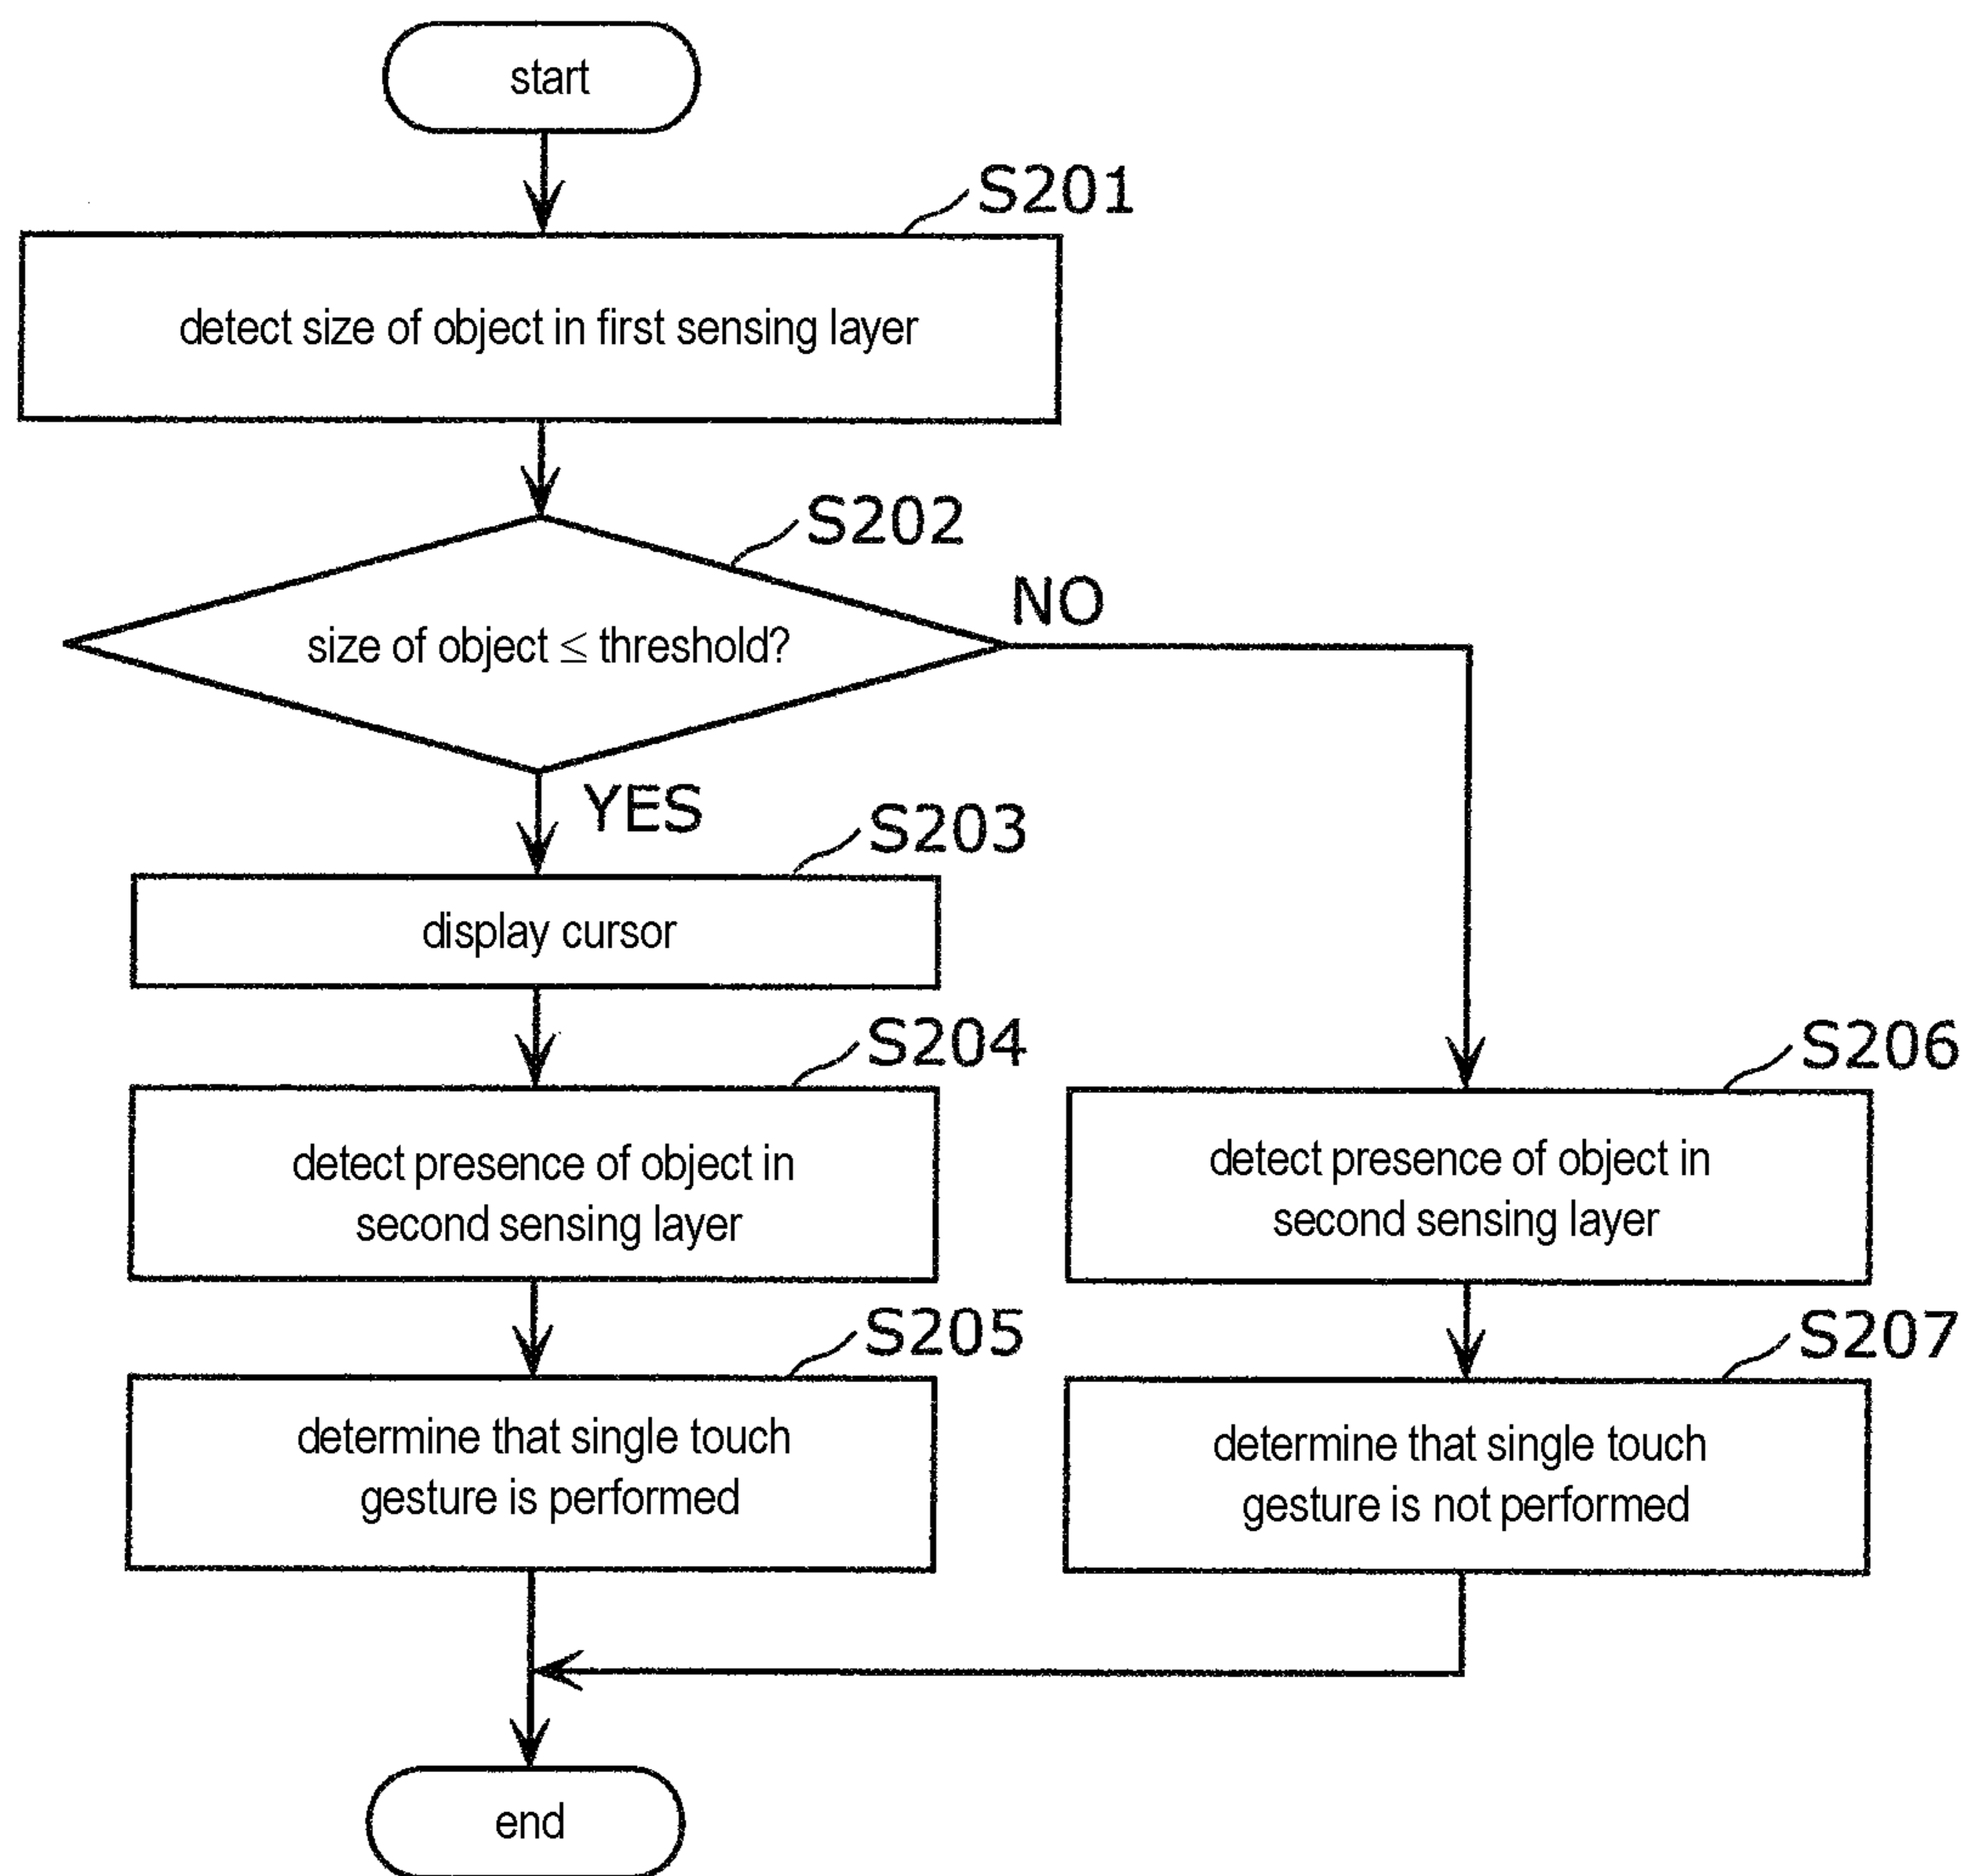 start
S201
detect size of object in first sensing layer
S202
size of object ≤ threshold?
NO
YES
S203
display cursor
S204
detect presence of object in
second sensing layer
S205
determine that single touch
gesture is performed
S206
detect presence of object in
second sensing layer
S207
determine that single touch
gesture is not performed
end